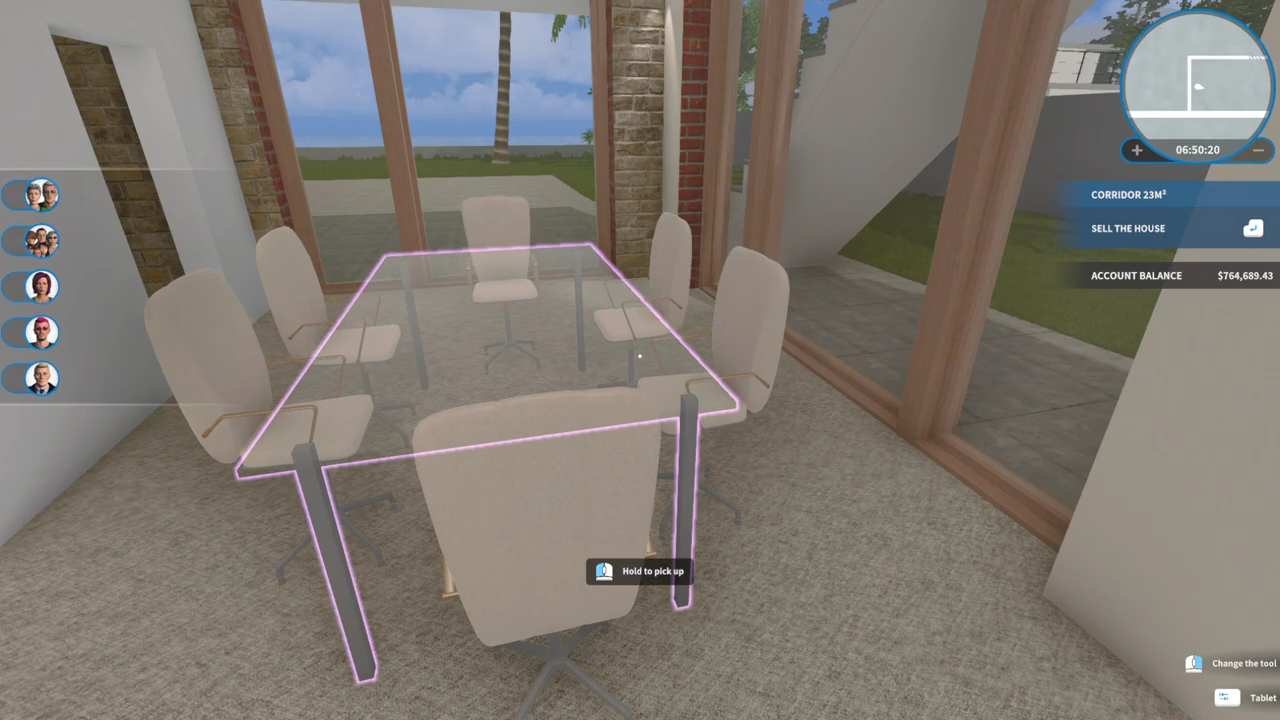 + 06:50:20 −
CORRIDOR 23M²
SELL THE HOUSE
ACCOUNT BALANCE $764,689.43
Hold to pick up
Change the tool
Tablet